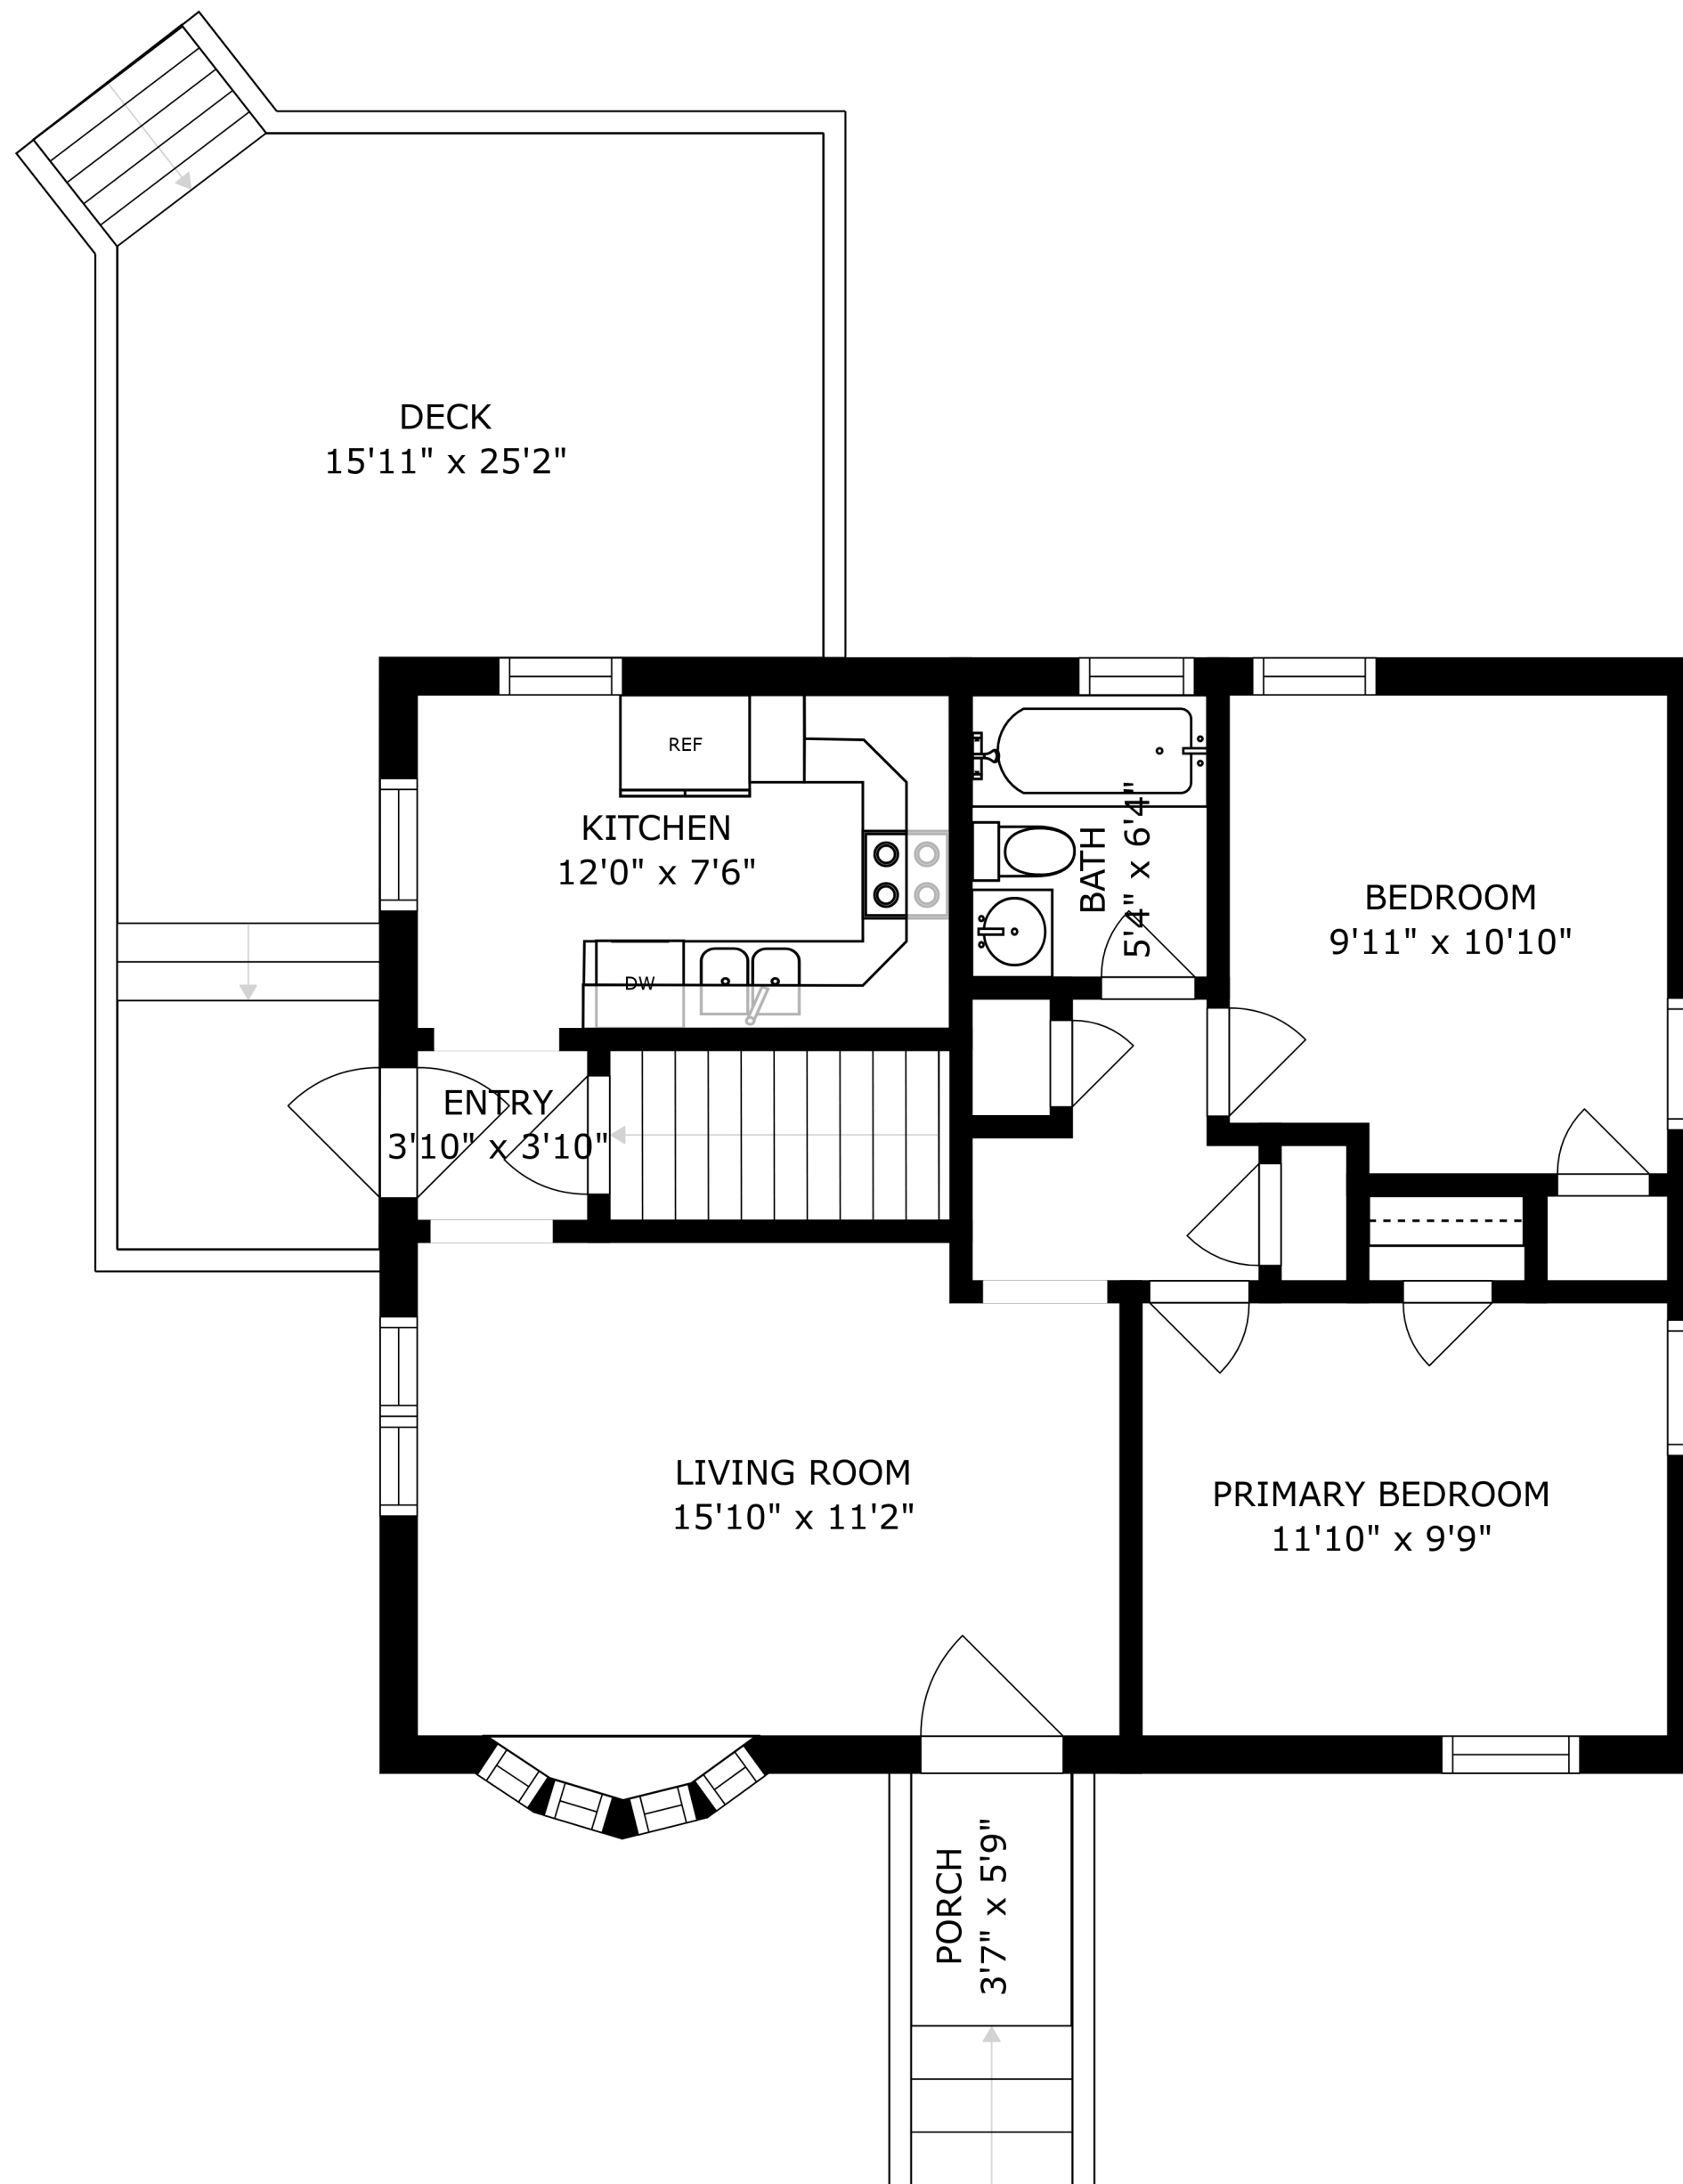 DECK
15'11" x 25'2"
REF
KITCHEN
12'0" x 7'6"
DW
BATH
5'4" x 6'4"
BEDROOM
9'11" x 10'10"
ENTRY
3'10" x 3'10"
LIVING ROOM
15'10" x 11'2"
PRIMARY BEDROOM
11'10" x 9'9"
PORCH
3'7" x 5'9"